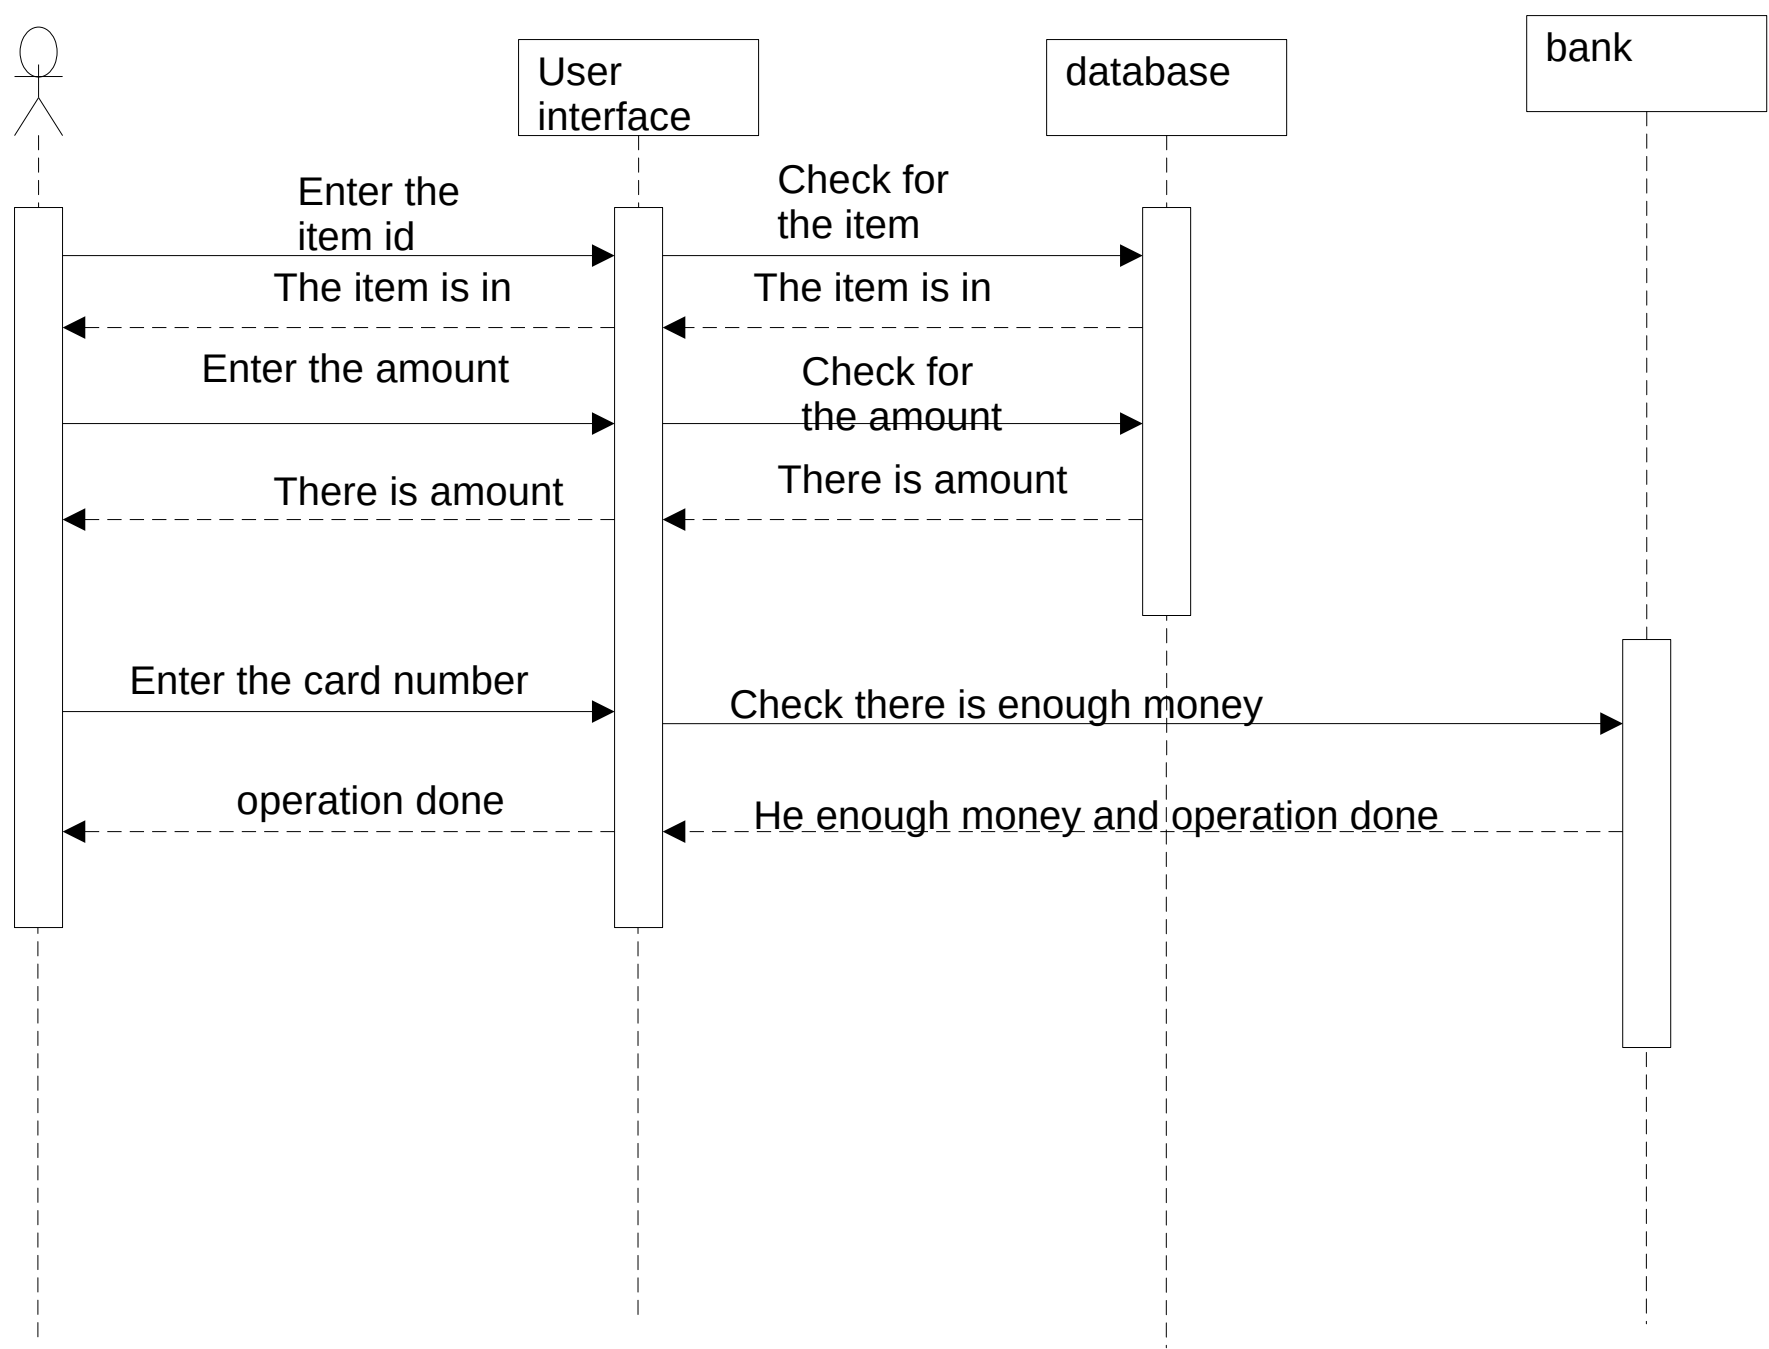 User
interface
database
bank
Enter the
item id
Check for
the item
The item is in
The item is in
Enter the amount
Check for
the amount
There is amount
There is amount
Enter the card number
Check there is enough money
operation done
He enough money and operation done